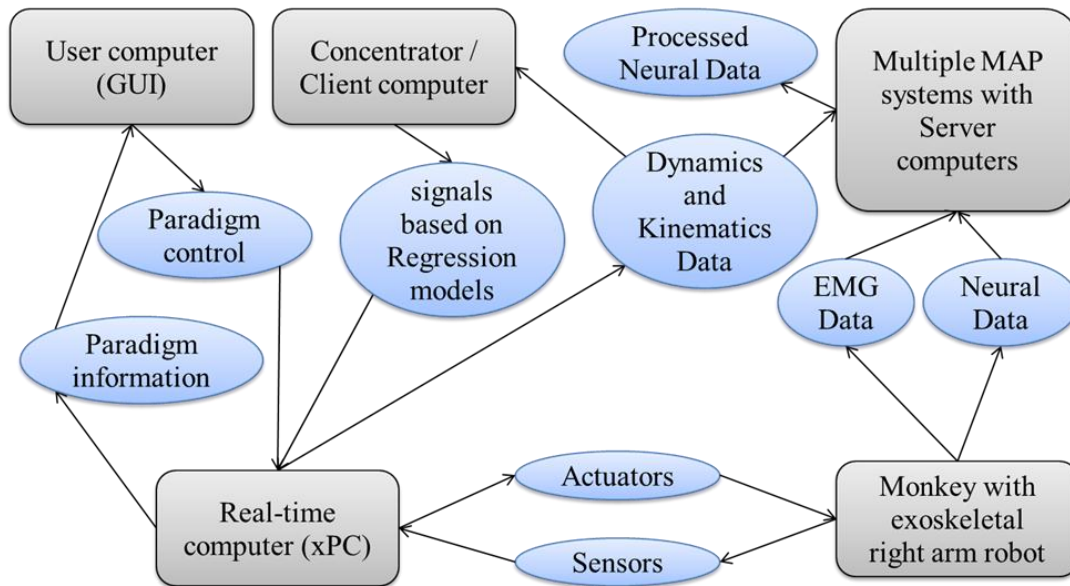 User computer
(GUI)
Concentrator /
Client computer
Processed
Neural Data
Multiple MAP
systems with
Server
computers
Paradigm
control
signals
based on
Regression
models
Dynamics
and
Kinematics
Data
EMG
Data
Neural
Data
Paradigm
information
Real-time
computer (xPC)
Actuators
Sensors
Monkey with
exoskeletal
right arm robot